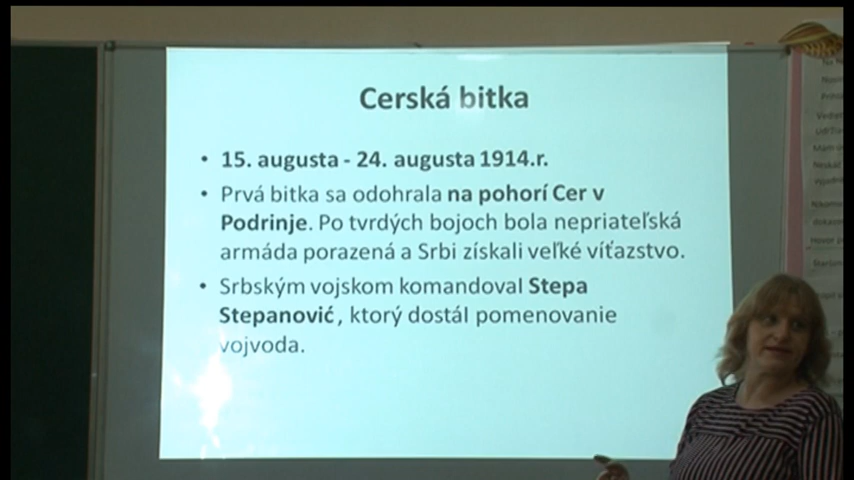 Cerská bitka
• 15. augusta - 24. augusta 1914.r.
• Prvá bitka sa odohrala na pohorí Cer v
Podrinje. Po tvrdých bojoch bola nepriateľská
armáda porazená a Srbi získali veľké víťazstvo.
• Srbským vojskom komandoval Stepa
Stepanović, ktorý dostál pomenovanie
vojvoda.